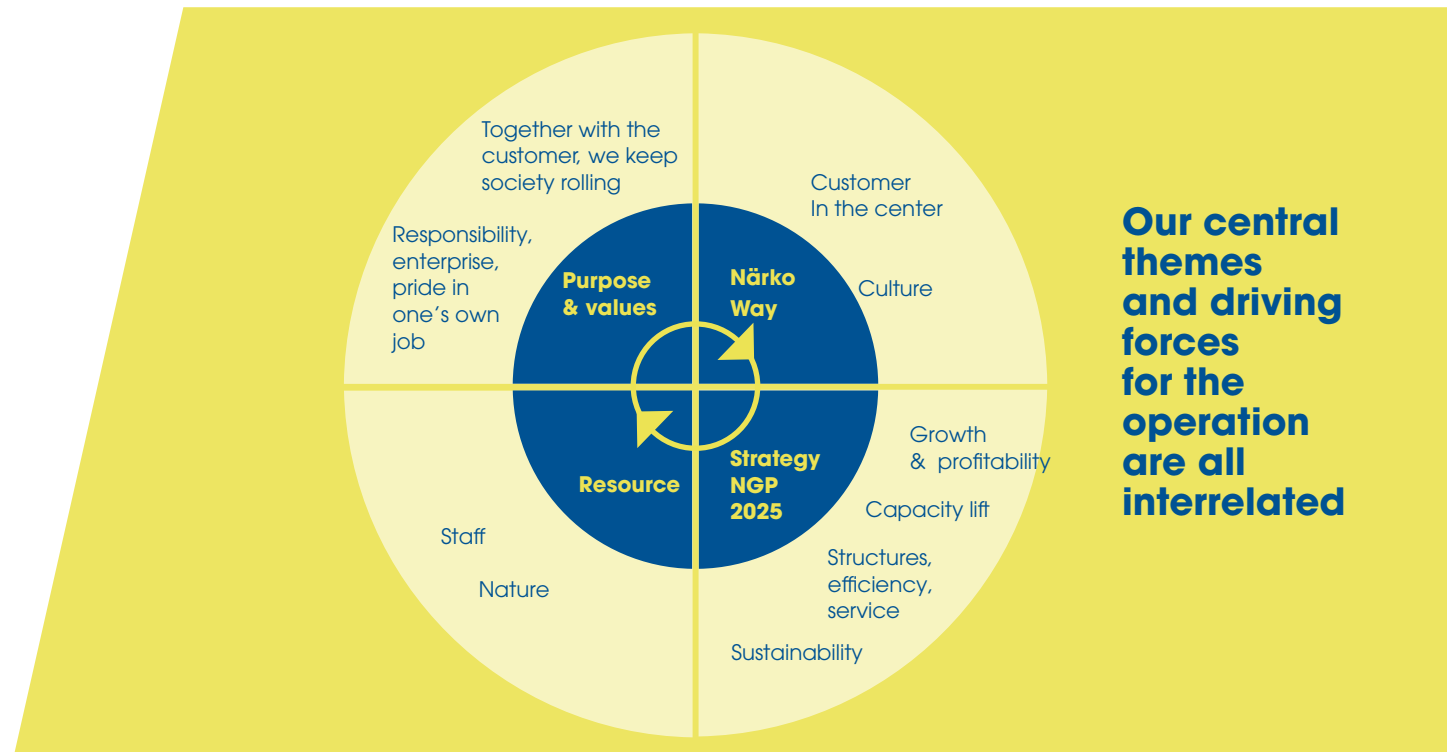 Together with the
customer, we keep
society rolling
Responsibility,
enterprise,
pride in
one's own
job
Purpose
& values
Närko
Way
Customer
In the center
Culture
Resource
Staff
Nature
Strategy
NGP
2025
Growth
& profitability
Capacity lift
Structures,
efficiency,
service
Sustainability
Our central
themes
and driving
forces
for the
operation
are all
interrelated